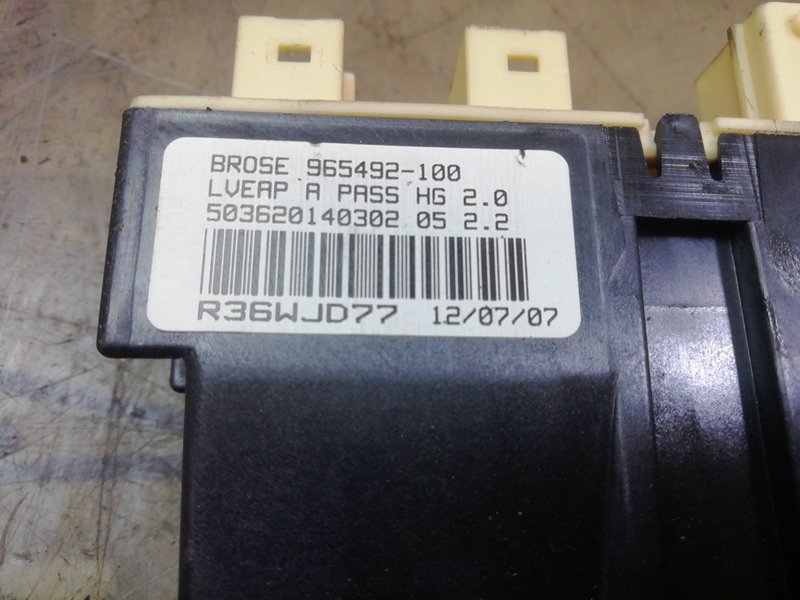 BROSE 965492-100
LVEAP A PASS HG 2.0
503620140302 05 2.2
R36WJD77 12/07/07